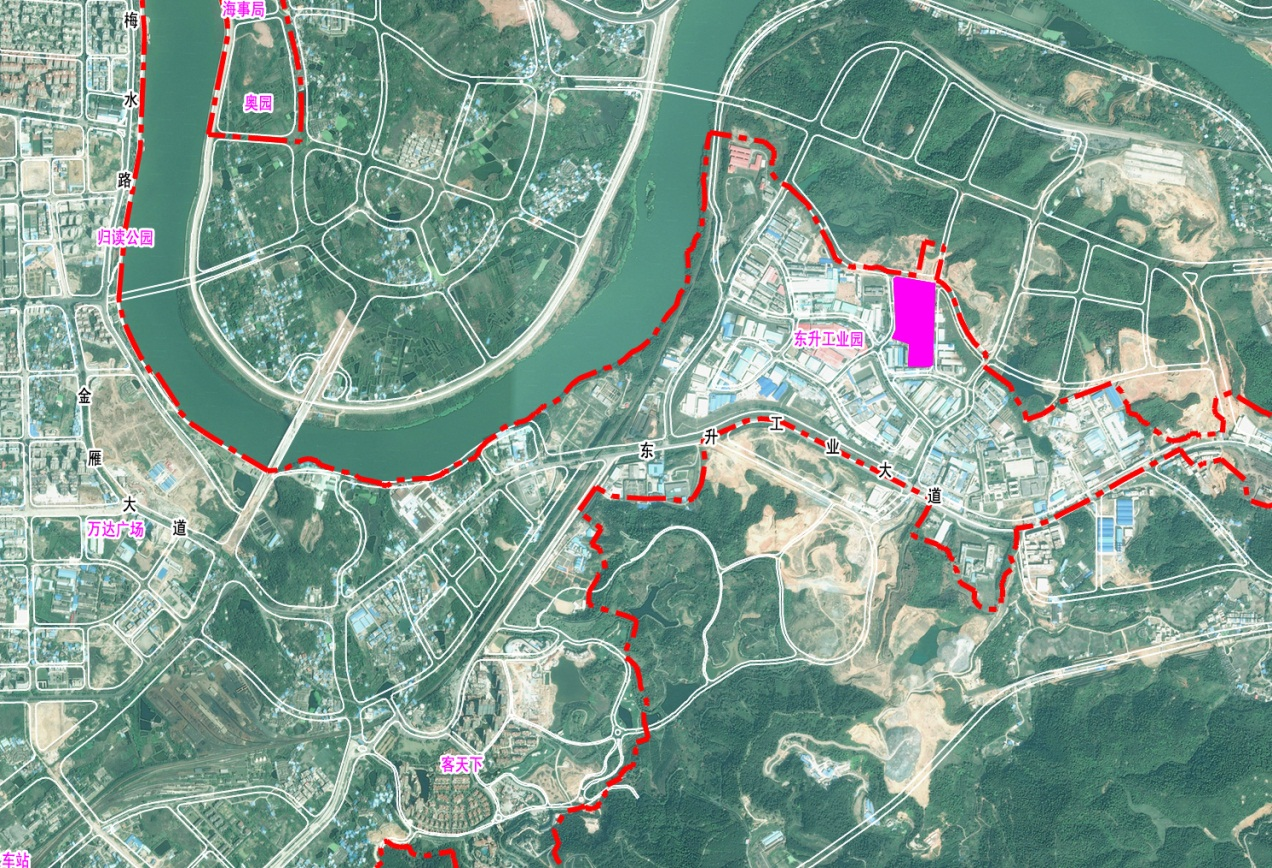 海事局
梅水路
奥园
归读公园
东升工业园
金雁大道
东升工业大道
万达广场
客天下
车站